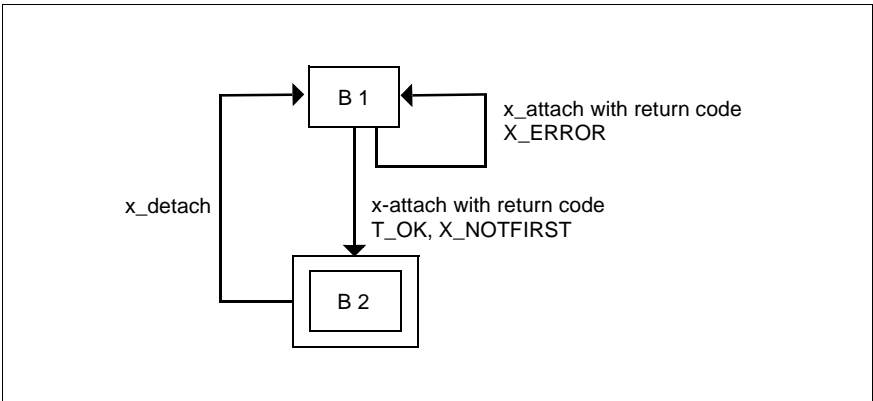 B 1
x_attach with return code
X_ERROR
x_detach
x-attach with return code
T_OK, X_NOTFIRST
B 2